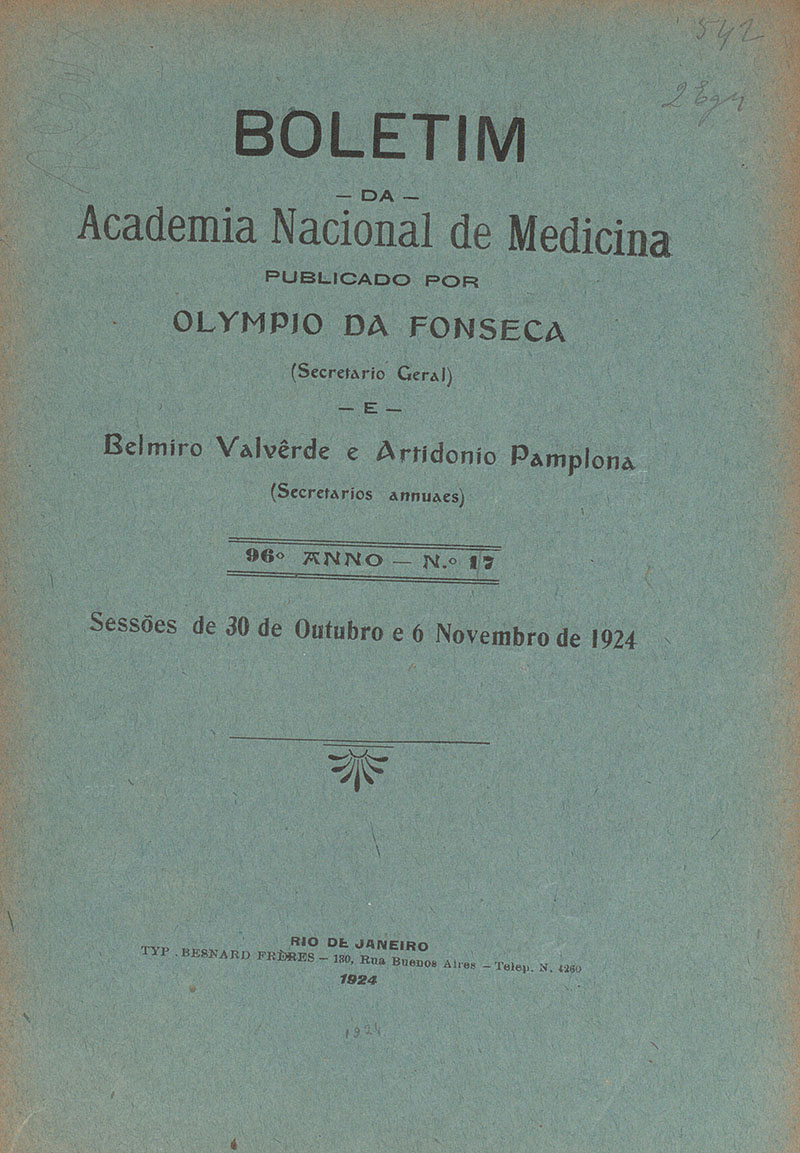 542
BOLETIM
— DA —
Academia Nacional de Medicina
PUBLICADO POR
OLYMPIO DA FONSECA
(Secretario Geral)
— E —
Belmiro Valvêrde e Artidonio Pamplona
(Secretarios annuaes)
96º ANNO — N.º 17
Sessões de 30 de Outubro e 6 Novembro de 1924
RIO DE JANEIRO
TYP . BESNARD FRÈRES — 130, Rua Buenos Aires — Telep. N. 4260
1924
1924